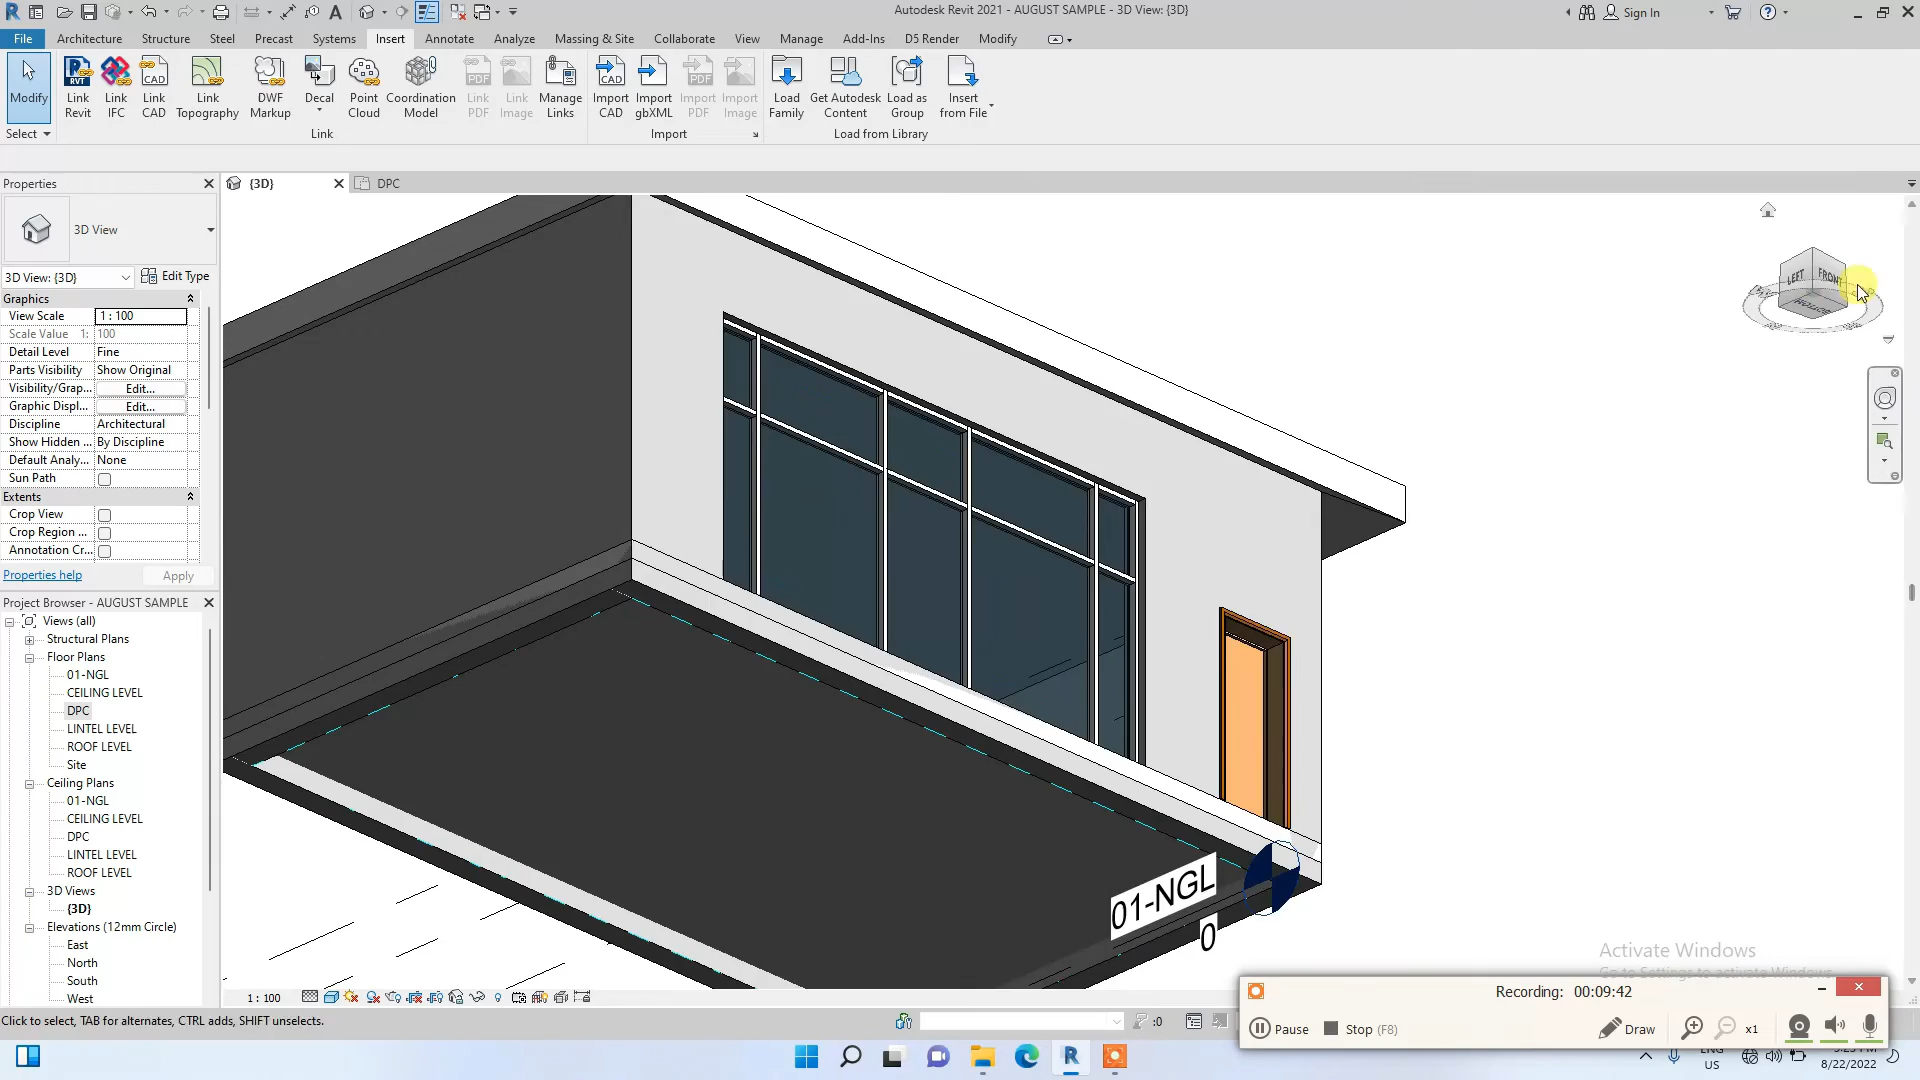 Autodesk Revit 2021 - AUGUST SAMPLE - 3D View: {3D}
Sign In
File
Architecture
Structure
Steel
Precast
Systems
Insert
Annotate
Analyze
Massing & Site
Collaborate
View
Manage
Add-Ins
D5 Render
Modify
Modify
Link Revit
Link IFC
Link CAD
Link Topography
DWF Markup
Decal
Point Cloud
Coordination Model
Link PDF
Link Image
Manage Links
Import CAD
Import gbXML
Import PDF
Import Image
Load Family
Get Autodesk Content
Load as Group
Insert from File
Select
Link
Import
Load from Library
Properties
{3D}
DPC
3D View
3D View: {3D}
Edit Type
Graphics
View Scale
1 : 100
Scale Value 1:
100
Detail Level
Fine
Parts Visibility
Show Original
Visibility/Grap...
Edit...
Graphic Displ...
Edit...
Discipline
Architectural
Show Hidden ...
By Discipline
Default Analy...
None
Sun Path
Extents
Crop View
Crop Region ...
Annotation Cr...
Properties help
Apply
Project Browser - AUGUST SAMPLE
Views (all)
Structural Plans
Floor Plans
01-NGL
CEILING LEVEL
DPC
LINTEL LEVEL
ROOF LEVEL
Site
Ceiling Plans
01-NGL
CEILING LEVEL
DPC
LINTEL LEVEL
ROOF LEVEL
3D Views
{3D}
Elevations (12mm Circle)
East
North
South
West
LEFT
FRONT
BOTTOM
01-NGL
0
Activate Windows
Go to Settings to activate Windows.
1 : 100
Click to select, TAB for alternates, CTRL adds, SHIFT unselects.
:0
Recording: 00:09:42
Pause
Stop (F8)
Draw
x1
ENG
US
8/22/2022